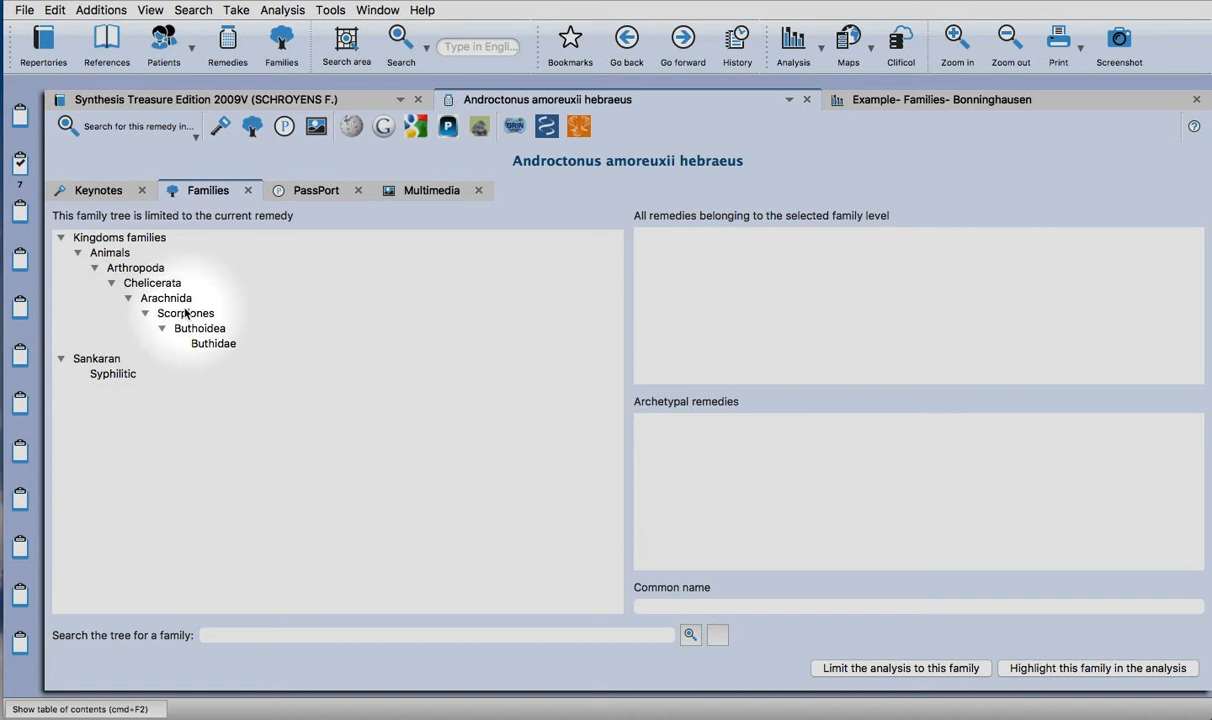 File Edit Additions View Search Take Analysis Tools Window Help
Type in Engli...
Repertories References Patients Remedies Families Search area Search Bookmarks Go back Go forward History Analysis Maps Clificol Zoom in Zoom out Print Screenshot
Synthesis Treasure Edition 2009V (SCHROYENS F.) Androctonus amoreuxii hebraeus Example- Families- Bonninghausen
Search for this remedy in...
Androctonus amoreuxii hebraeus
7
Keynotes Families PassPort Multimedia
This family tree is limited to the current remedy
All remedies belonging to the selected family level
Kingdoms families
Animals
Arthropoda
Chelicerata
Arachnida
Scorpiones
Buthoidea
Buthidae
Sankaran
Syphilitic
Archetypal remedies
Common name
Search the tree for a family:
Limit the analysis to this family Highlight this family in the analysis
Show table of contents (cmd+F2)